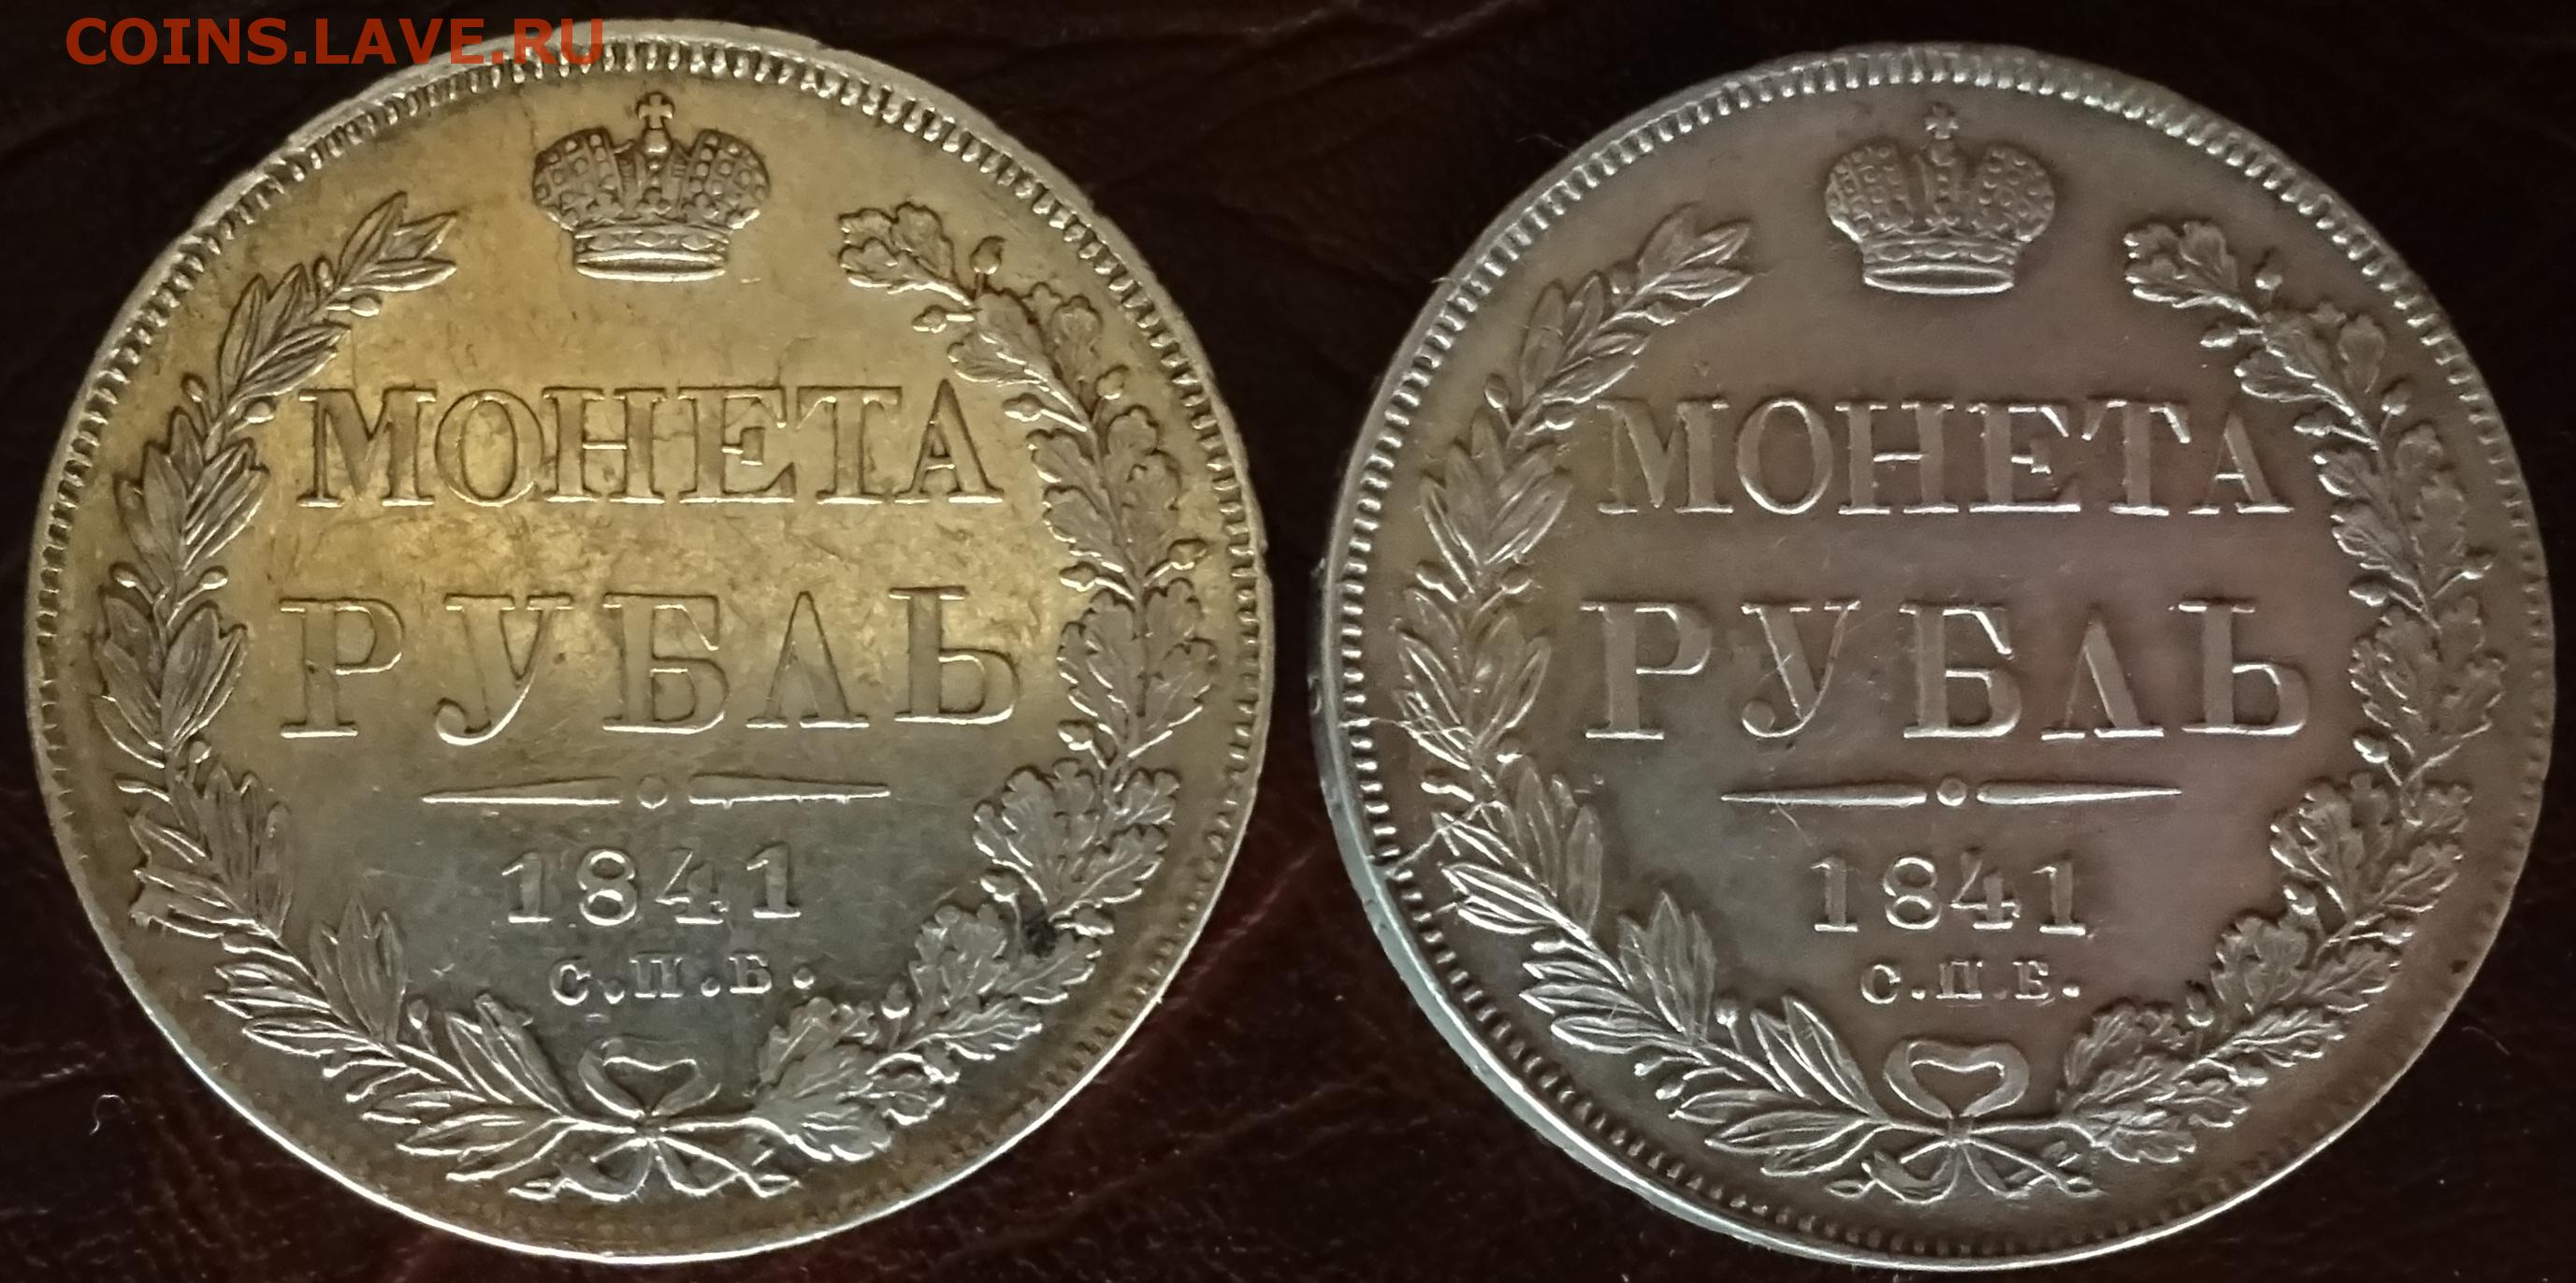 COINS.LAVE.RU
МОНЕТА
РУБЛЬ
1841
С.П.Б.
МОНЕТА
РУБЛЬ
1841
С.П.Б.